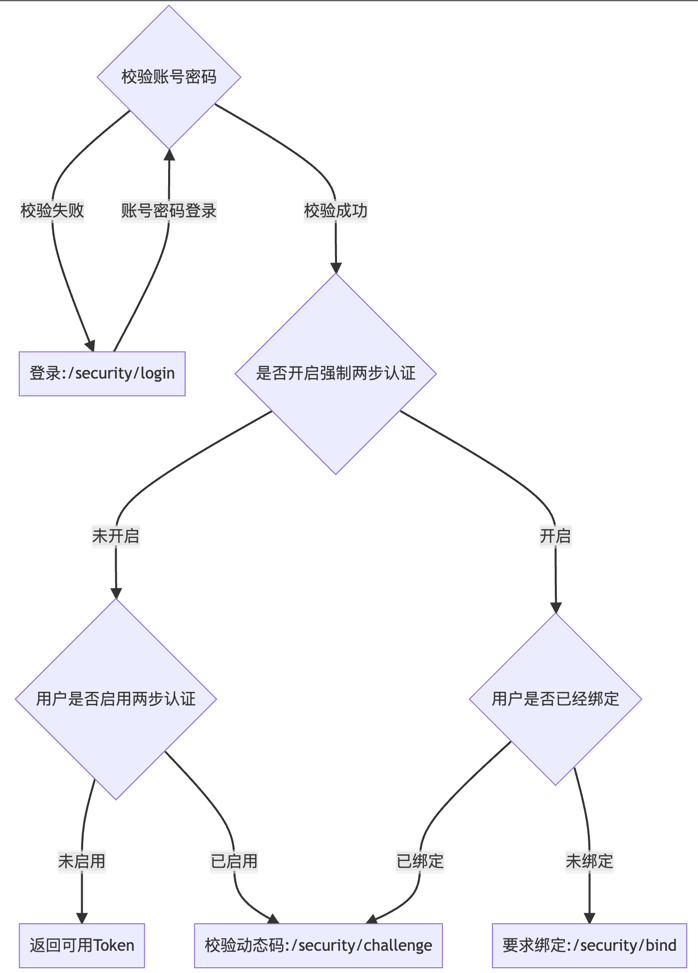 校验账号密码
校验失败
账号密码登录
校验成功
登录:/security/login
是否开启强制两步认证
未开启
开启
用户是否启用两步认证
用户是否已经绑定
未启用
已启用
已绑定
未绑定
返回可用Token
校验动态码:/security/challenge
要求绑定:/security/bind